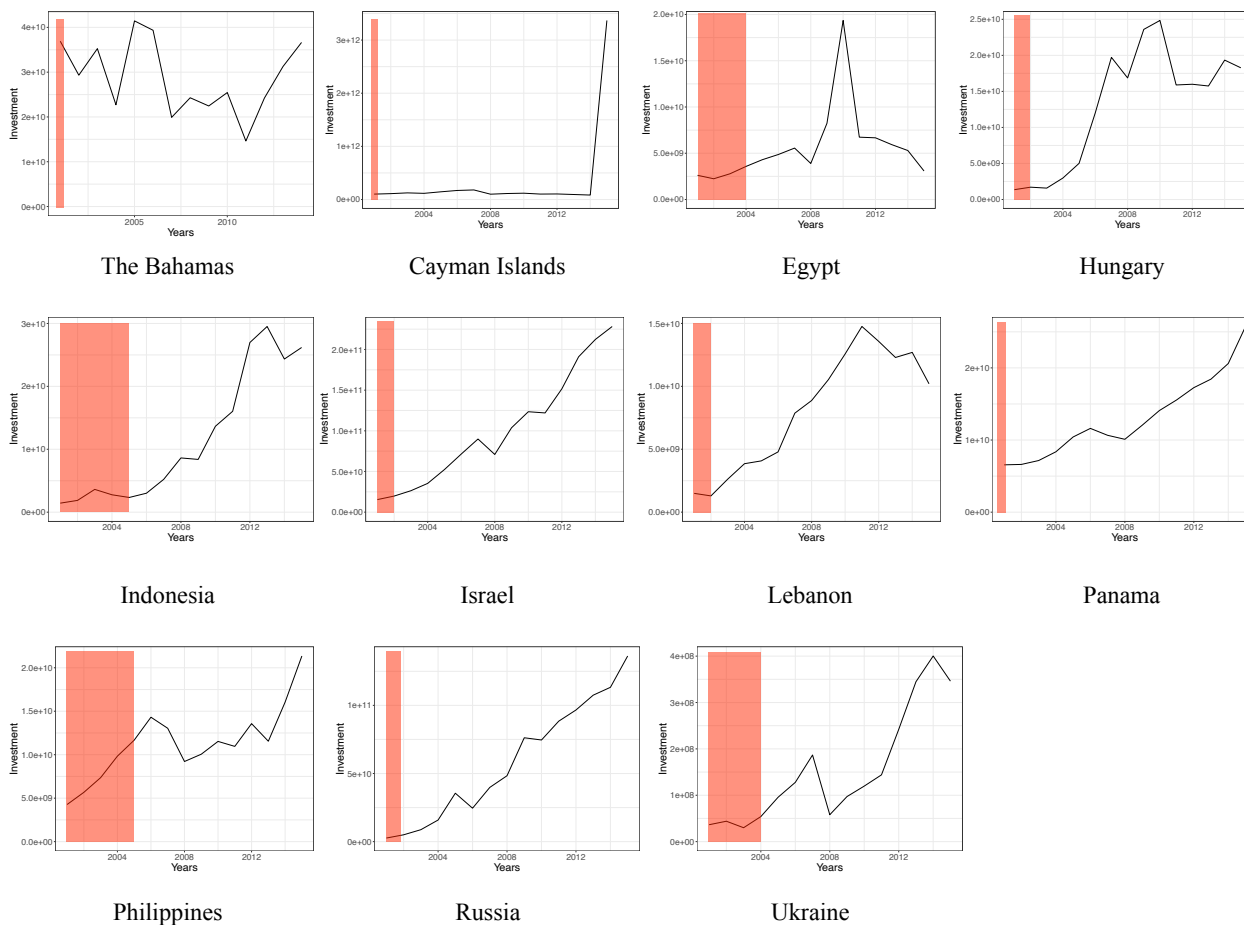 Investment
4e+10
3e+10
2e+10
1e+10
0e+00
2005
2010
Years
The Bahamas
Investment
3e+12
2e+12
1e+12
0e+00
2004
2008
2012
Years
Cayman Islands
Investment
2.0e+10
1.5e+10
1.0e+10
5.0e+09
0.0e+00
2004
2008
2012
Years
Egypt
Investment
2.5e+10
2.0e+10
1.5e+10
1.0e+10
5.0e+09
0.0e+00
2004
2008
2012
Years
Hungary
Investment
3e+10
2e+10
1e+10
0e+00
2004
2008
2012
Years
Indonesia
Investment
2.0e+11
1.5e+11
1.0e+11
5.0e+10
0.0e+00
2004
2008
2012
Years
Israel
Investment
1.5e+10
1.0e+10
5.0e+09
0.0e+00
2004
2008
2012
Years
Lebanon
Investment
2e+10
1e+10
0e+00
2004
2008
2012
Years
Panama
Investment
2.0e+10
1.5e+10
1.0e+10
5.0e+09
0.0e+00
2004
2008
2012
Years
Philippines
Investment
1e+11
5e+10
0e+00
2004
2008
2012
Years
Russia
Investment
4e+08
3e+08
2e+08
1e+08
0e+00
2004
2008
2012
Years
Ukraine